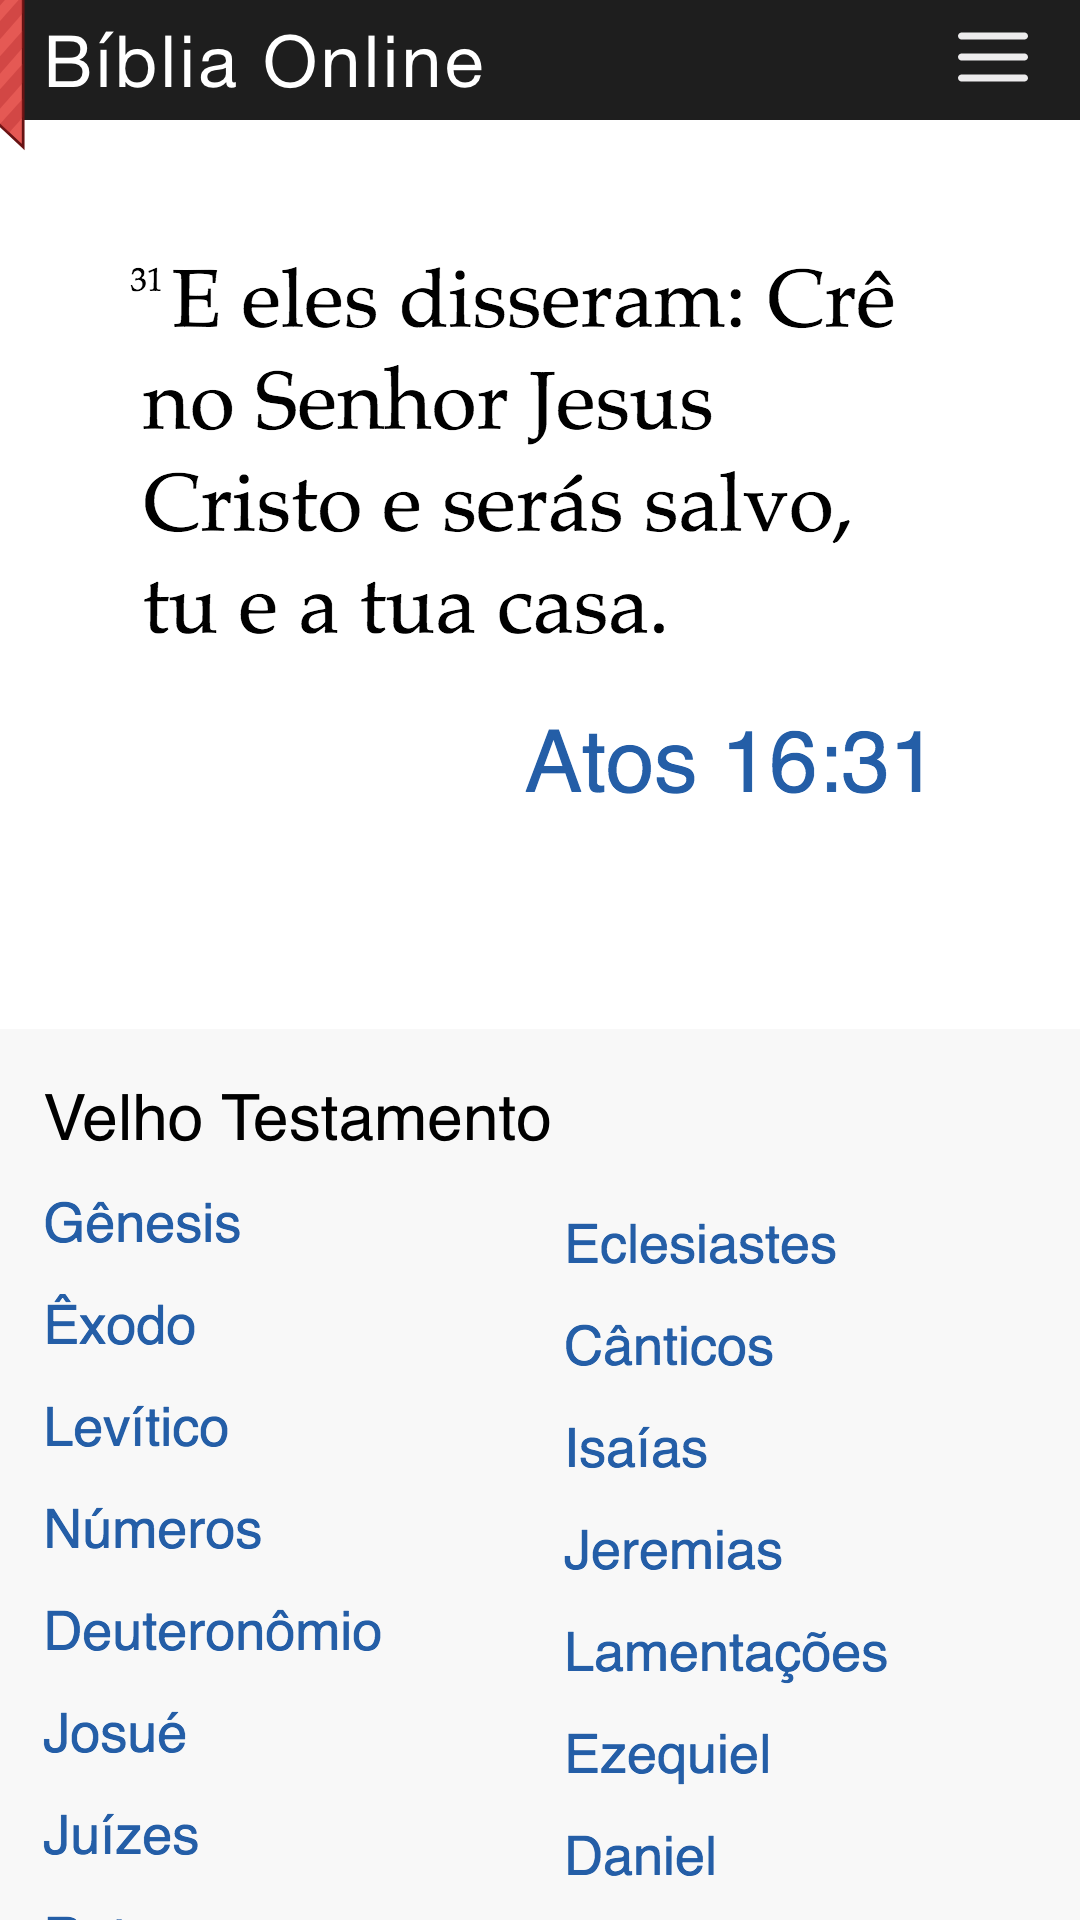 Bíblia Online
31 E eles disseram: Crê
no Senhor Jesus
Cristo e serás salvo,
tu e a tua casa.
Atos 16:31
Velho Testamento
Gênesis
Êxodo
Levítico
Números
Deuteronômio
Josué
Juízes
Eclesiastes
Cânticos
Isaías
Jeremias
Lamentações
Ezequiel
Daniel